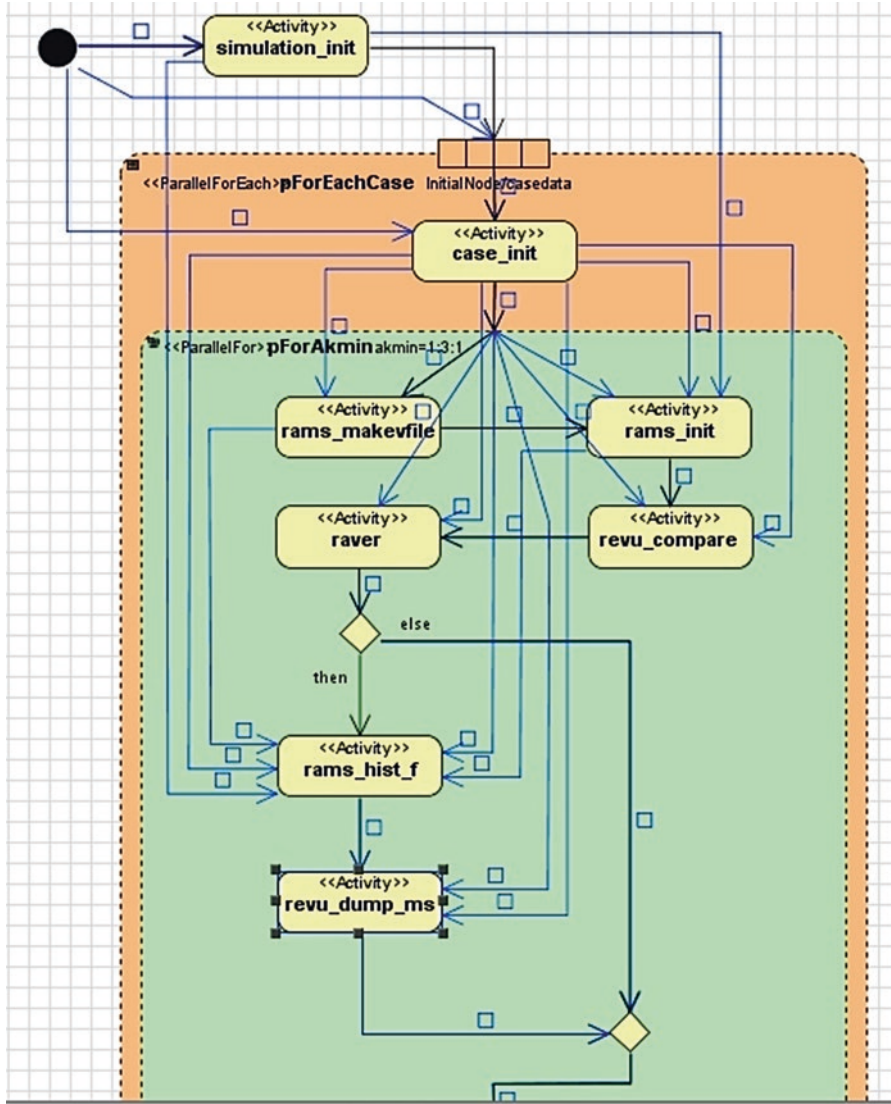 <<Activity>>
simulation_init
<<ParallelForEach>> pForEachCase InitialNode/casedata
<<Activity>>
case_init
<<ParallelFor>> pForAkmin akmin=1:3:1
<<Activity>>
rams_makevfile
<<Activity>>
rams_init
<<Activity>>
raver
<<Activity>>
revu_compare
else
then
<<Activity>>
rams_hist_f
<<Activity>>
revu_dump_ms